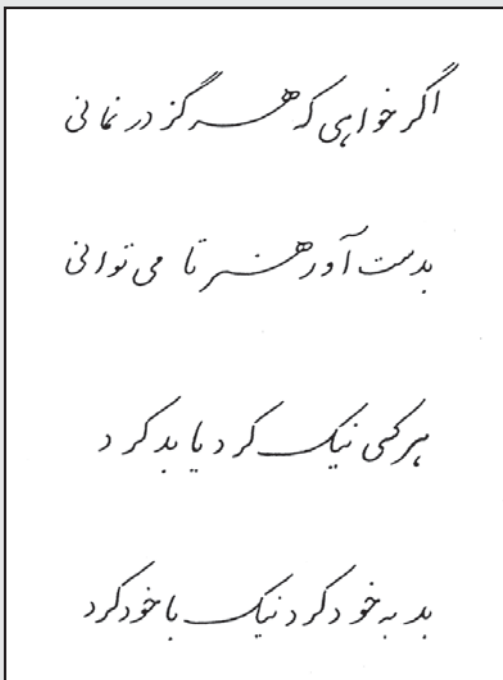 اگر خواهی که هرگز در نمانی
بدست آور هنر تا می توانی
هر کسی نیک کرد یا بد کرد
بد به خود کرد نیک با خود کرد